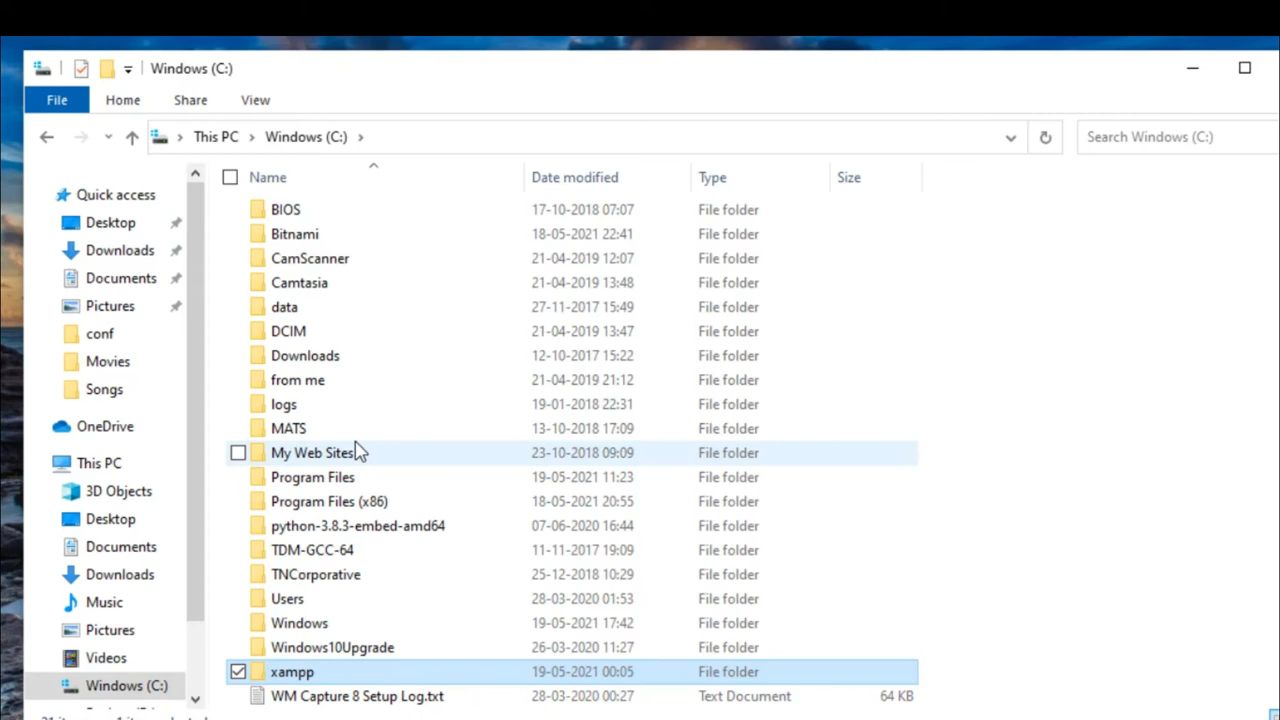 Windows (C:)
File Home Share View
This PC Windows (C:) Search Windows (C:)
Name Date modified Type Size
Quick access
Desktop
Downloads
Documents
Pictures
conf
Movies
Songs
OneDrive
This PC
3D Objects
Desktop
Documents
Downloads
Music
Pictures
Videos
Windows (C:)
BIOS 17-10-2018 07:07 File folder
Bitnami 18-05-2021 22:41 File folder
CamScanner 21-04-2019 12:07 File folder
Camtasia 21-04-2019 13:48 File folder
data 27-11-2017 15:49 File folder
DCIM 21-04-2019 13:47 File folder
Downloads 12-10-2017 15:22 File folder
from me 21-04-2019 21:12 File folder
logs 19-01-2018 22:31 File folder
MATS 13-10-2018 17:09 File folder
My Web Sites 23-10-2018 09:09 File folder
Program Files 19-05-2021 11:23 File folder
Program Files (x86) 18-05-2021 20:55 File folder
python-3.8.3-embed-amd64 07-06-2020 16:44 File folder
TDM-GCC-64 11-11-2017 19:09 File folder
TNCorporative 25-12-2018 10:29 File folder
Users 28-03-2020 01:53 File folder
Windows 19-05-2021 17:42 File folder
Windows10Upgrade 26-03-2020 11:27 File folder
xampp 19-05-2021 00:05 File folder
WM Capture 8 Setup Log.txt 28-03-2020 00:27 Text Document 64 KB